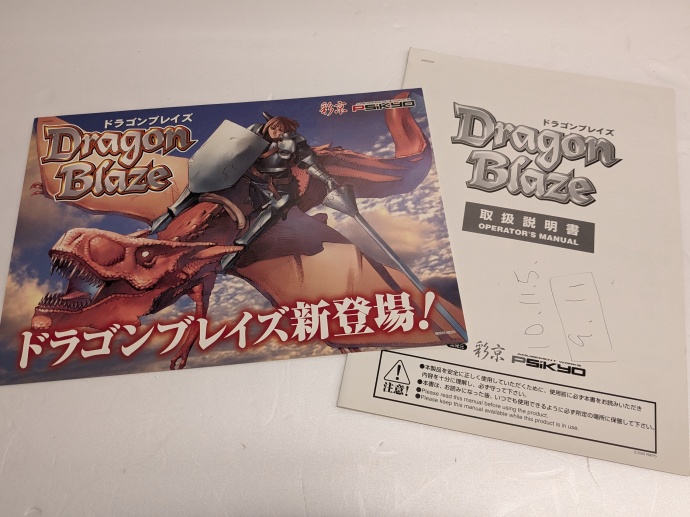 ドラゴンブレイズ
Dragon
Blaze
彩京 PSiKYO
ドラゴンブレイズ新登場!
ドラゴンブレイズ
Dragon
Blaze
取扱説明書
OPERATOR'S MANUAL
10.11.5.
9.11
彩京 PSiKYO
注意!
●本製品を安全に正しく使用していただくために、使用前に必ず本書をお読みいただき
内容を十分に理解し、必ず守って下さい。
●本書は、お読みになった後、いつでも使用できるように必ず所定の場所に保管して下さい。
●Please read this manual before using the product.
●Please keep this manual available while this product is in use.